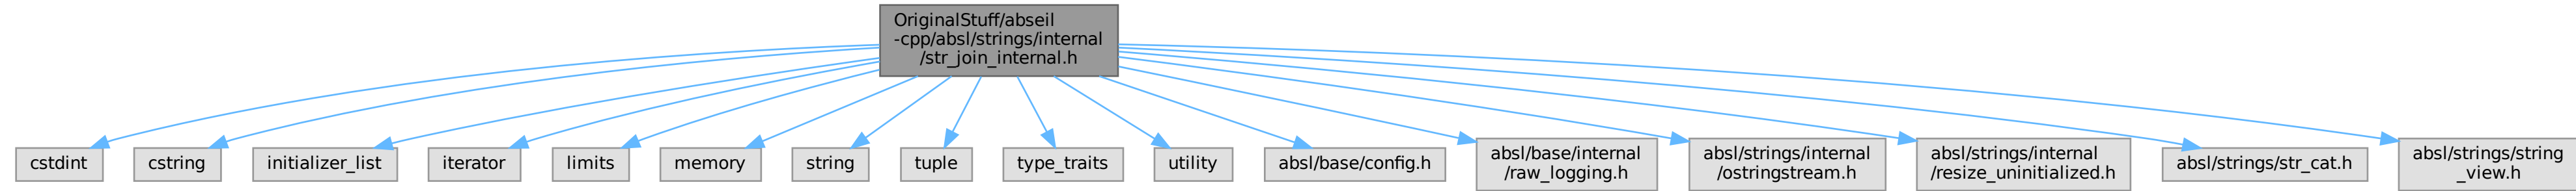 OriginalStuff/abseil
-cpp/absl/strings/internal
/str_join_internal.h
cstdint
cstring
initializer_list
iterator
limits
memory
string
tuple
type_traits
utility
absl/base/config.h
absl/base/internal
/raw_logging.h
absl/strings/internal
/ostringstream.h
absl/strings/internal
/resize_uninitialized.h
absl/strings/str_cat.h
absl/strings/string
_view.h